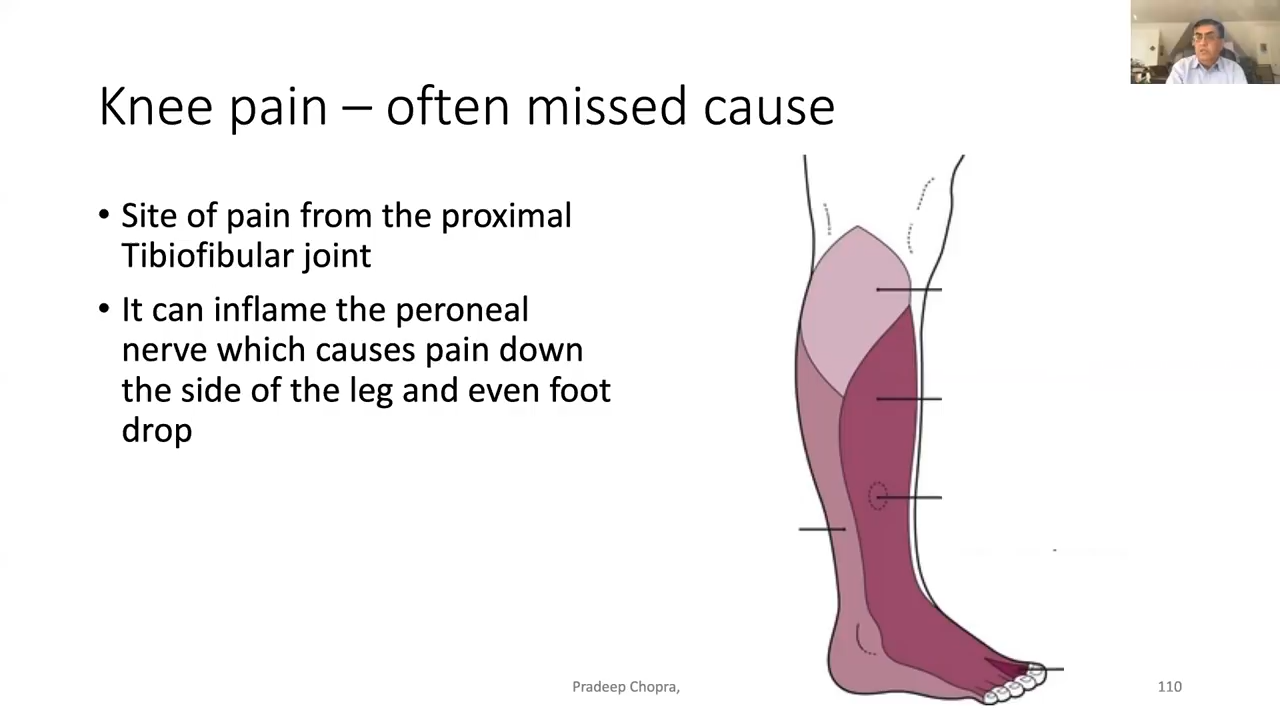 Knee pain – often missed cause
• Site of pain from the proximal
Tibiofibular joint
• It can inflame the peroneal
nerve which causes pain down
the side of the leg and even foot
drop
Pradeep Chopra,
110